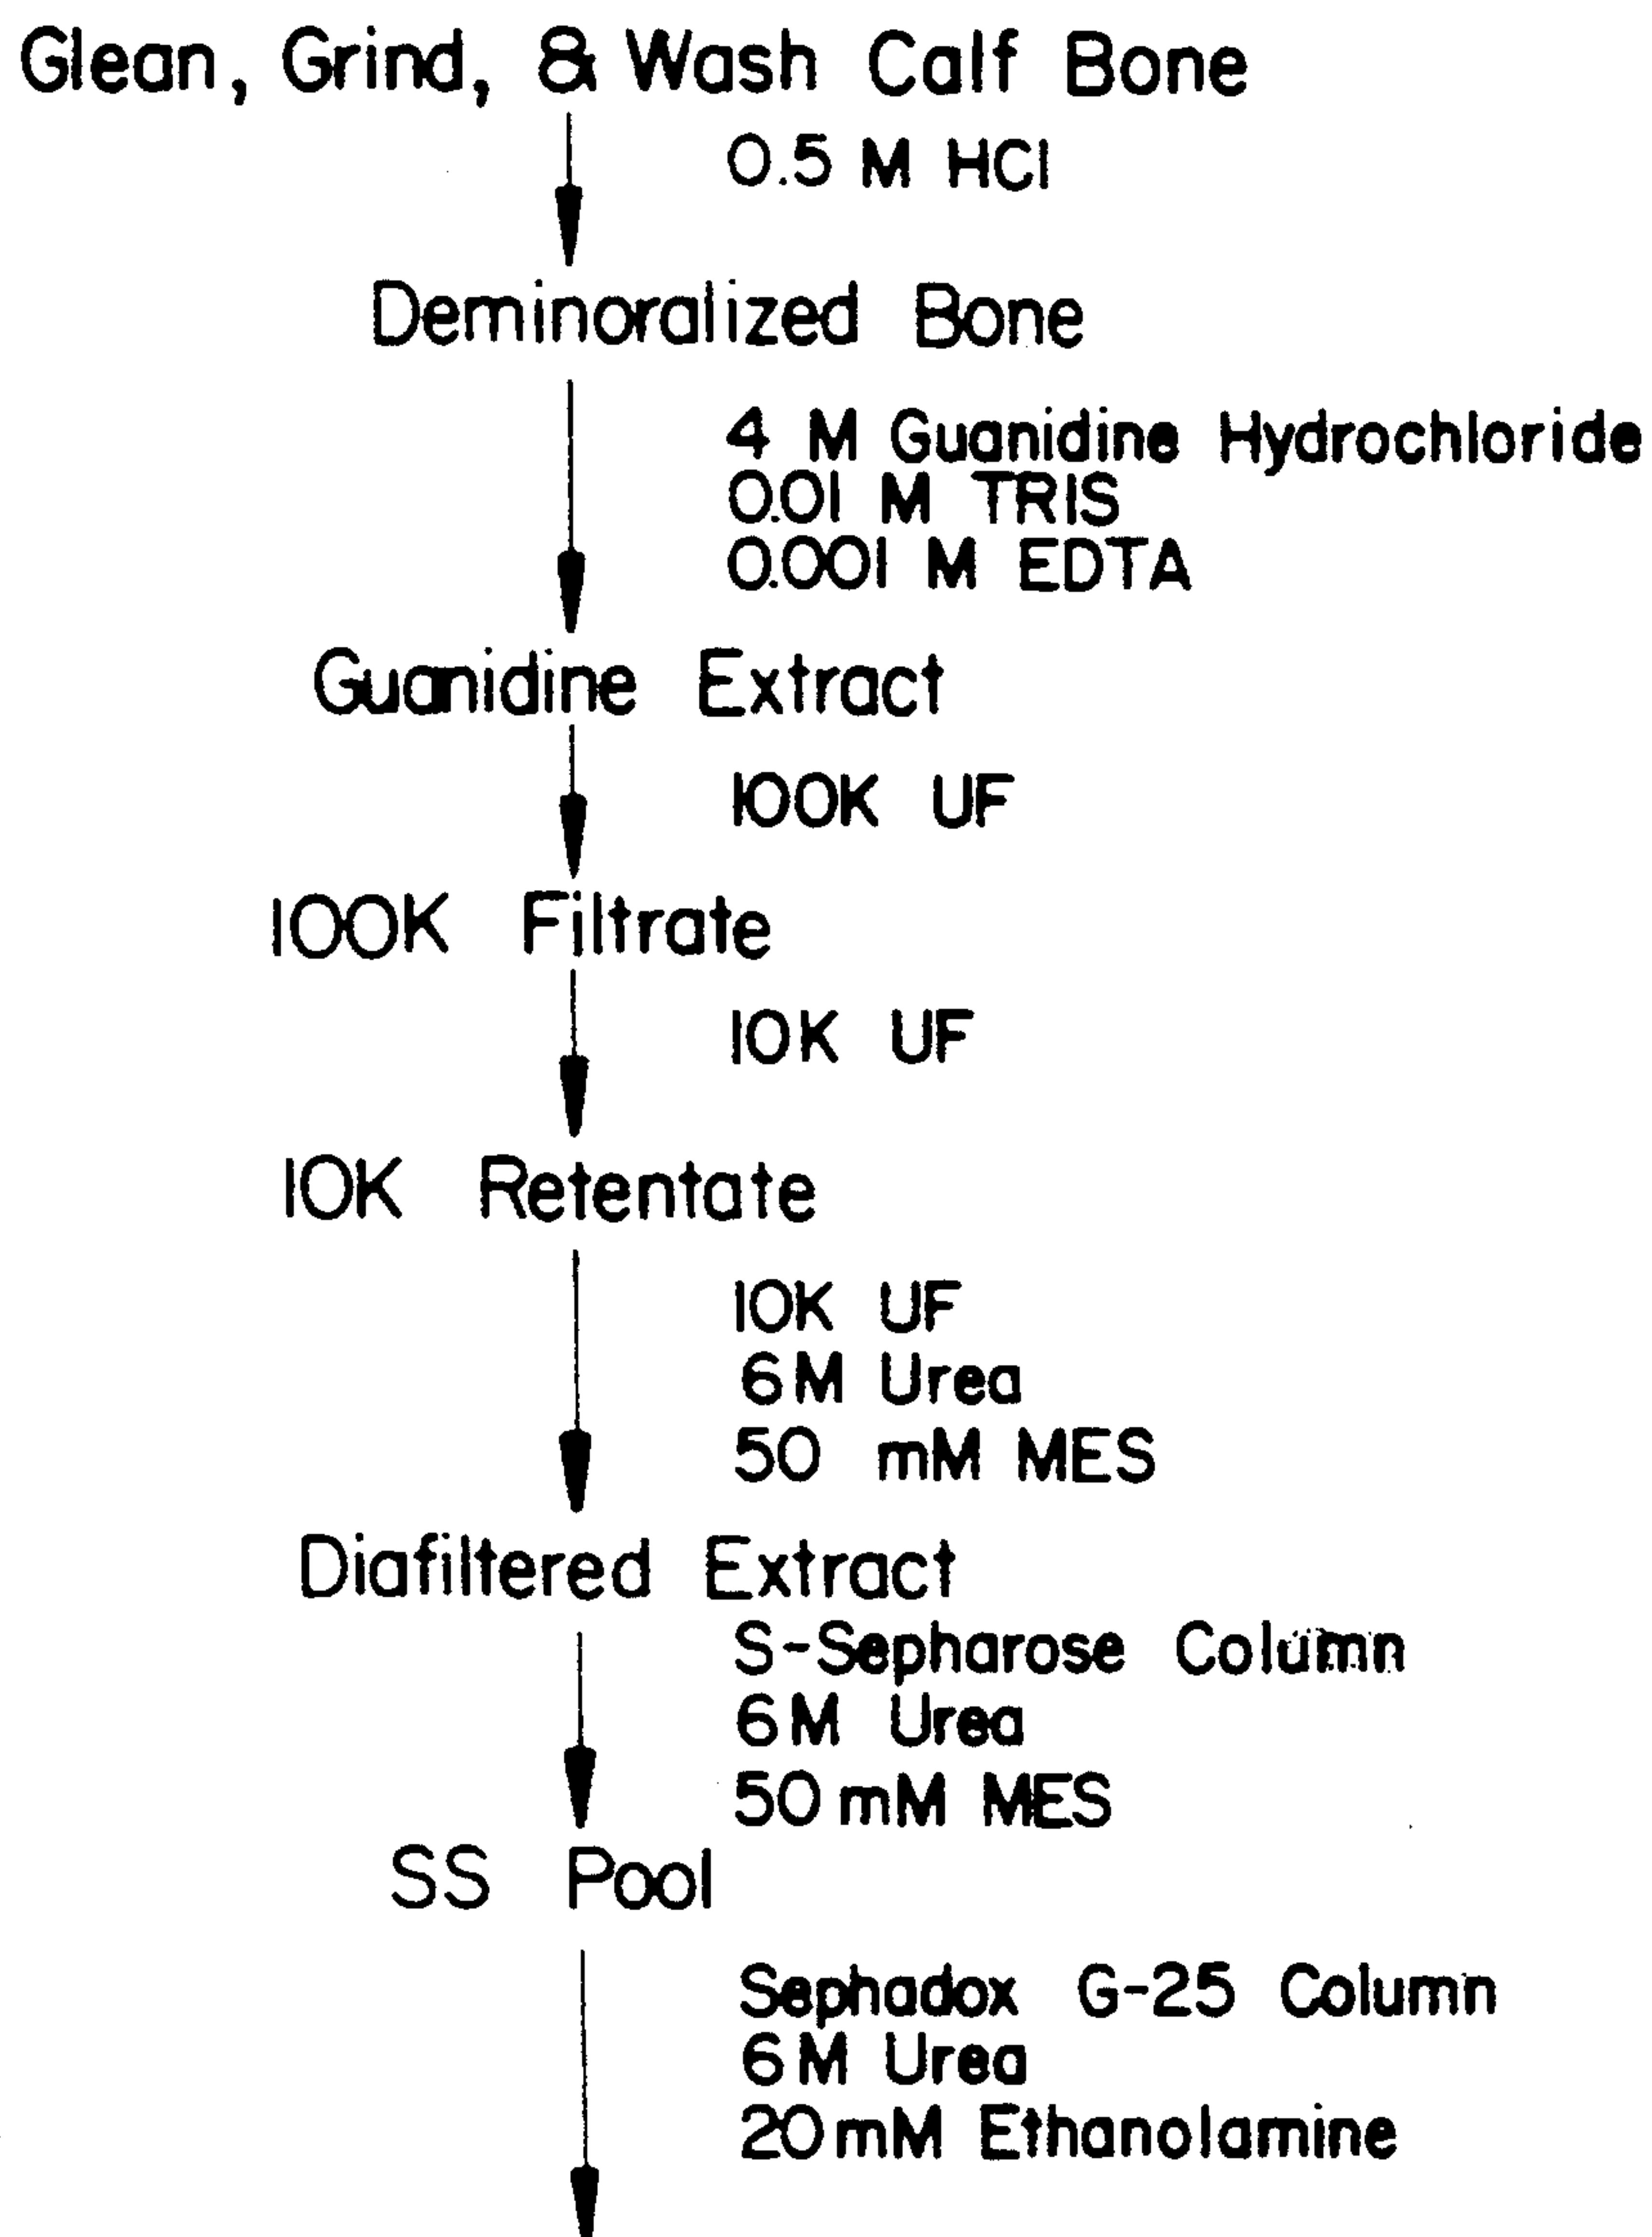 Glean, Grind, & Wash Calf Bone
0.5 M HCl
Deminoralized Bone
4 M Guanidine Hydrochloride
0.01 M TRIS
0.001 M EDTA
Guanidine Extract
100K UF
100K Filtrate
10K UF
10K Retentate
10K UF
6M Urea
50 mM MES
Diafiltered Extract
S-Sepharose Column
6M Urea
50 mM MES
SS Pool
Sephadox G-25 Column
6M Urea
20mM Ethanolamine